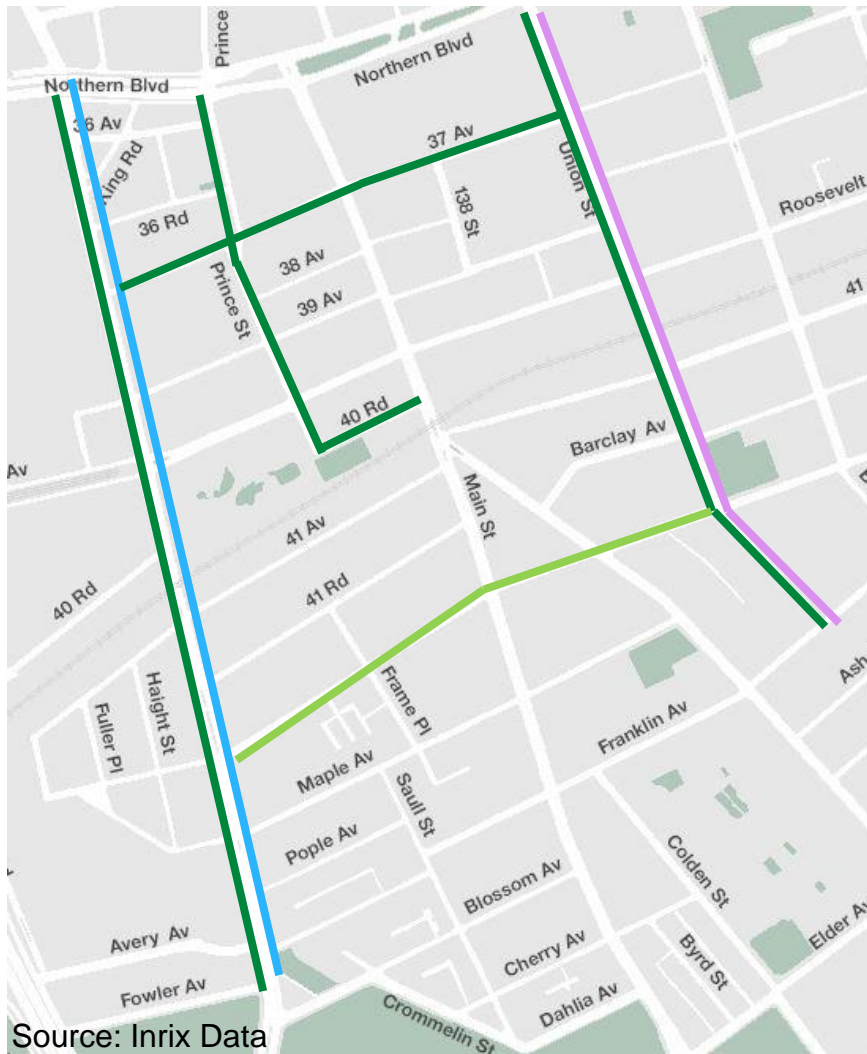 Prince
Northern Blvd
Northern Blvd
36 Av
King Rd
37 Av
Union St
138 St
Roosevelt
36 Rd
38 Av
Prince St
39 Av
41
40 Rd
Barclay Av
Av
Main St
41 Av
40 Rd
41 Rd
Ash
Frame Pl
Haight St
Fuller Pl
Franklin Av
Maple Av
Saull St
Pople Av
Colden St
Blossom Av
Avery Av
Cherry Av
Byrd St
Elder Av
Fowler Av
Dahlia Av
Crommelin St
Source: Inrix Data